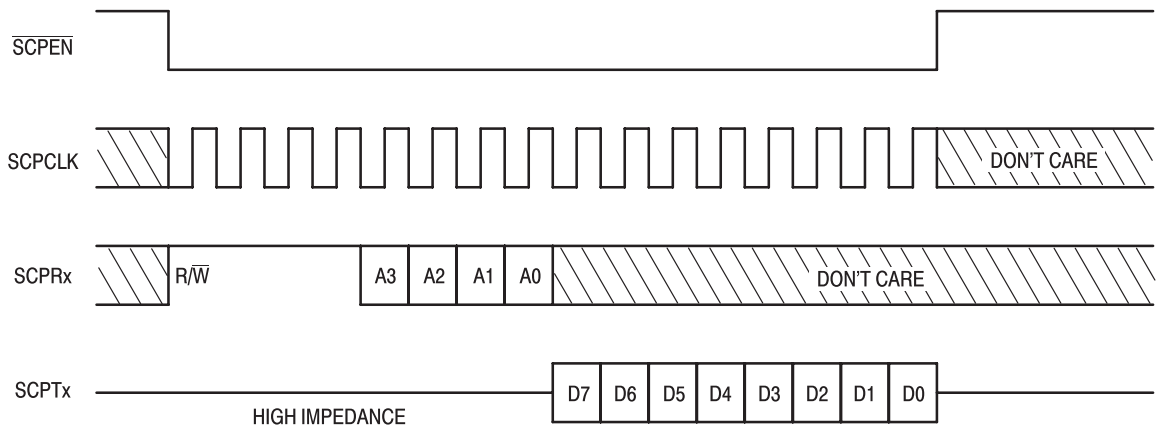 S̅C̅P̅E̅N̅
SCPCLK
DON'T CARE
SCPRx
R/W̅
A3 A2 A1 A0
DON'T CARE
SCPTx
D7 D6 D5 D4 D3 D2 D1 D0
HIGH IMPEDANCE